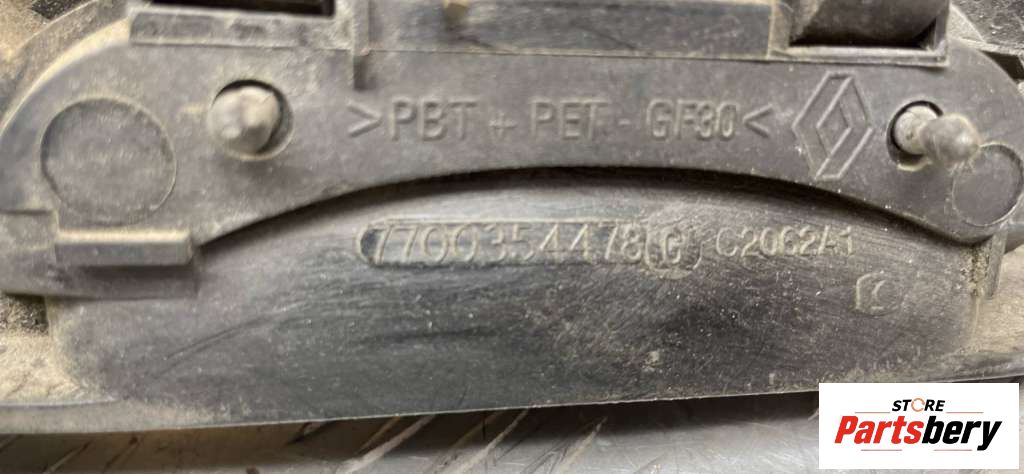 >PBT + PET - GF30<
7700354478 G C2062A1
STORE
Partsbery